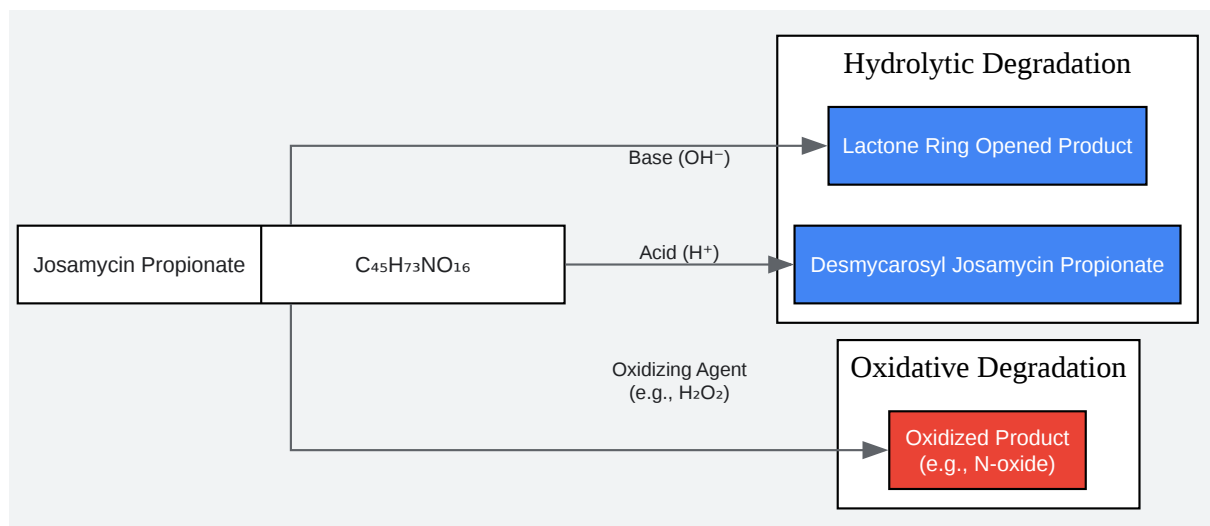 Hydrolytic Degradation
Lactone Ring Opened Product
Base (OH⁻)
Josamycin Propionate
C₄₅H₇₃NO₁₆
Acid (H⁺)
Desmycarosyl Josamycin Propionate
Oxidizing Agent
(e.g., H₂O₂)
Oxidative Degradation
Oxidized Product
(e.g., N-oxide)